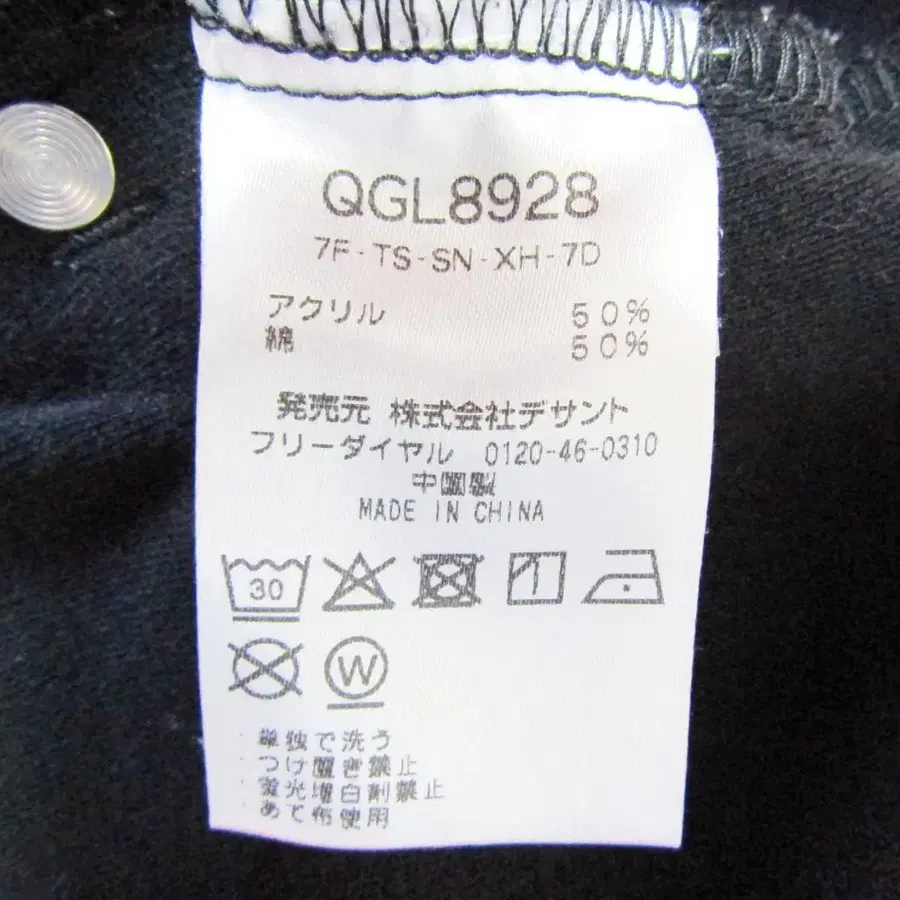 QGL8928
7F-TS-SN-XH-7D
アクリル 50%
綿 50%
発売元 株式会社デサント
フリーダイヤル 0120-46-0310
中国製
MADE IN CHINA
30
W
・単独で洗う
・つけ置き禁止
・蛍光増白剤禁止
・あて布使用